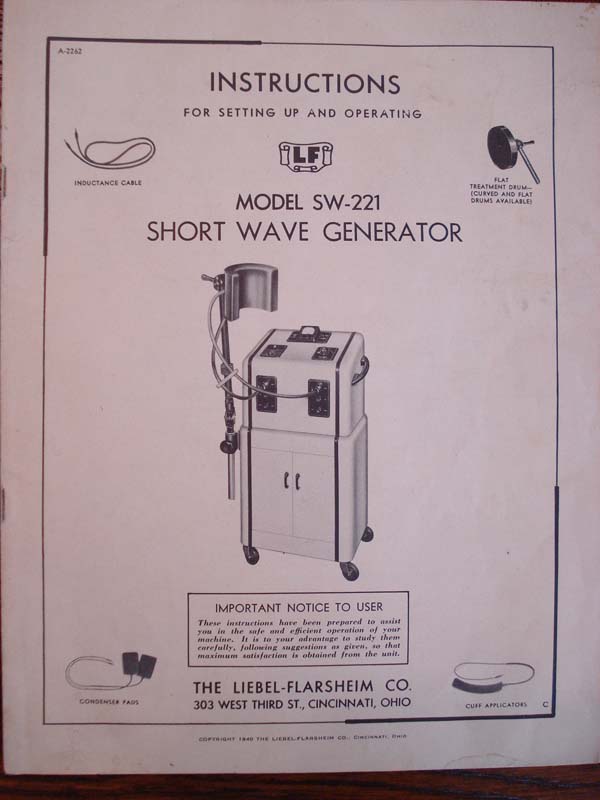 A-2262
INSTRUCTIONS
FOR SETTING UP AND OPERATING
LF
INDUCTANCE CABLE
FLAT
TREATMENT DRUM—
(CURVED AND FLAT
DRUMS AVAILABLE)
MODEL SW-221
SHORT WAVE GENERATOR
IMPORTANT NOTICE TO USER
These instructions have been prepared to assist
you in the safe and efficient operation of your
machine. It is to your advantage to study them
carefully, following suggestions as given, so that
maximum satisfaction is obtained from the unit.
CONDENSER PADS
THE LIEBEL-FLARSHEIM CO.
303 WEST THIRD ST., CINCINNATI, OHIO
CUFF APPLICATORS
C
COPYRIGHT 1940 THE LIEBEL-FLARSHEIM CO., CINCINNATI, OHIO